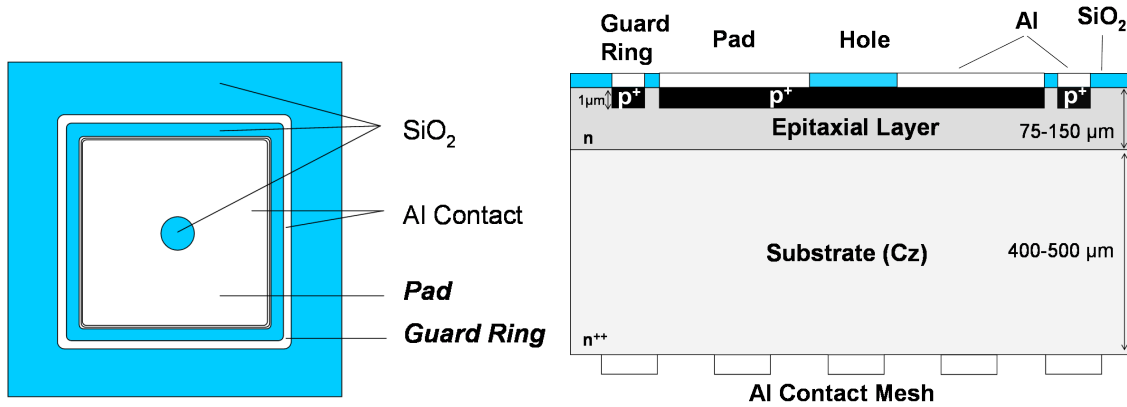 SiO₂
Al Contact
Pad
Guard Ring
Guard
Ring
Pad
Hole
Al
SiO₂
1µm
p⁺
p⁺
p⁺
Epitaxial Layer
n
75-150 µm
Substrate (Cz)
400-500 µm
n⁺⁺
Al Contact Mesh